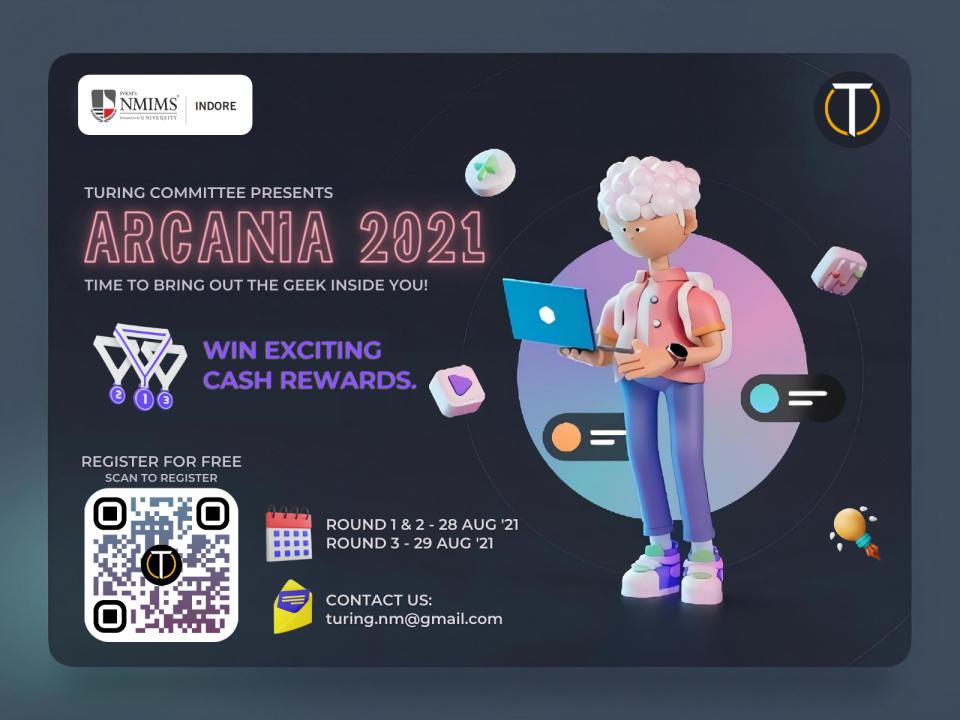 SVKM'S
NMIMS
Deemed to be UNIVERSITY
INDORE
TURING COMMITTEE PRESENTS
ARCANIA 2021
TIME TO BRING OUT THE GEEK INSIDE YOU!
WIN EXCITING
CASH REWARDS.
2 1 3
REGISTER FOR FREE
SCAN TO REGISTER
ROUND 1 & 2 - 28 AUG '21
ROUND 3 - 29 AUG '21
CONTACT US:
turing.nm@gmail.com